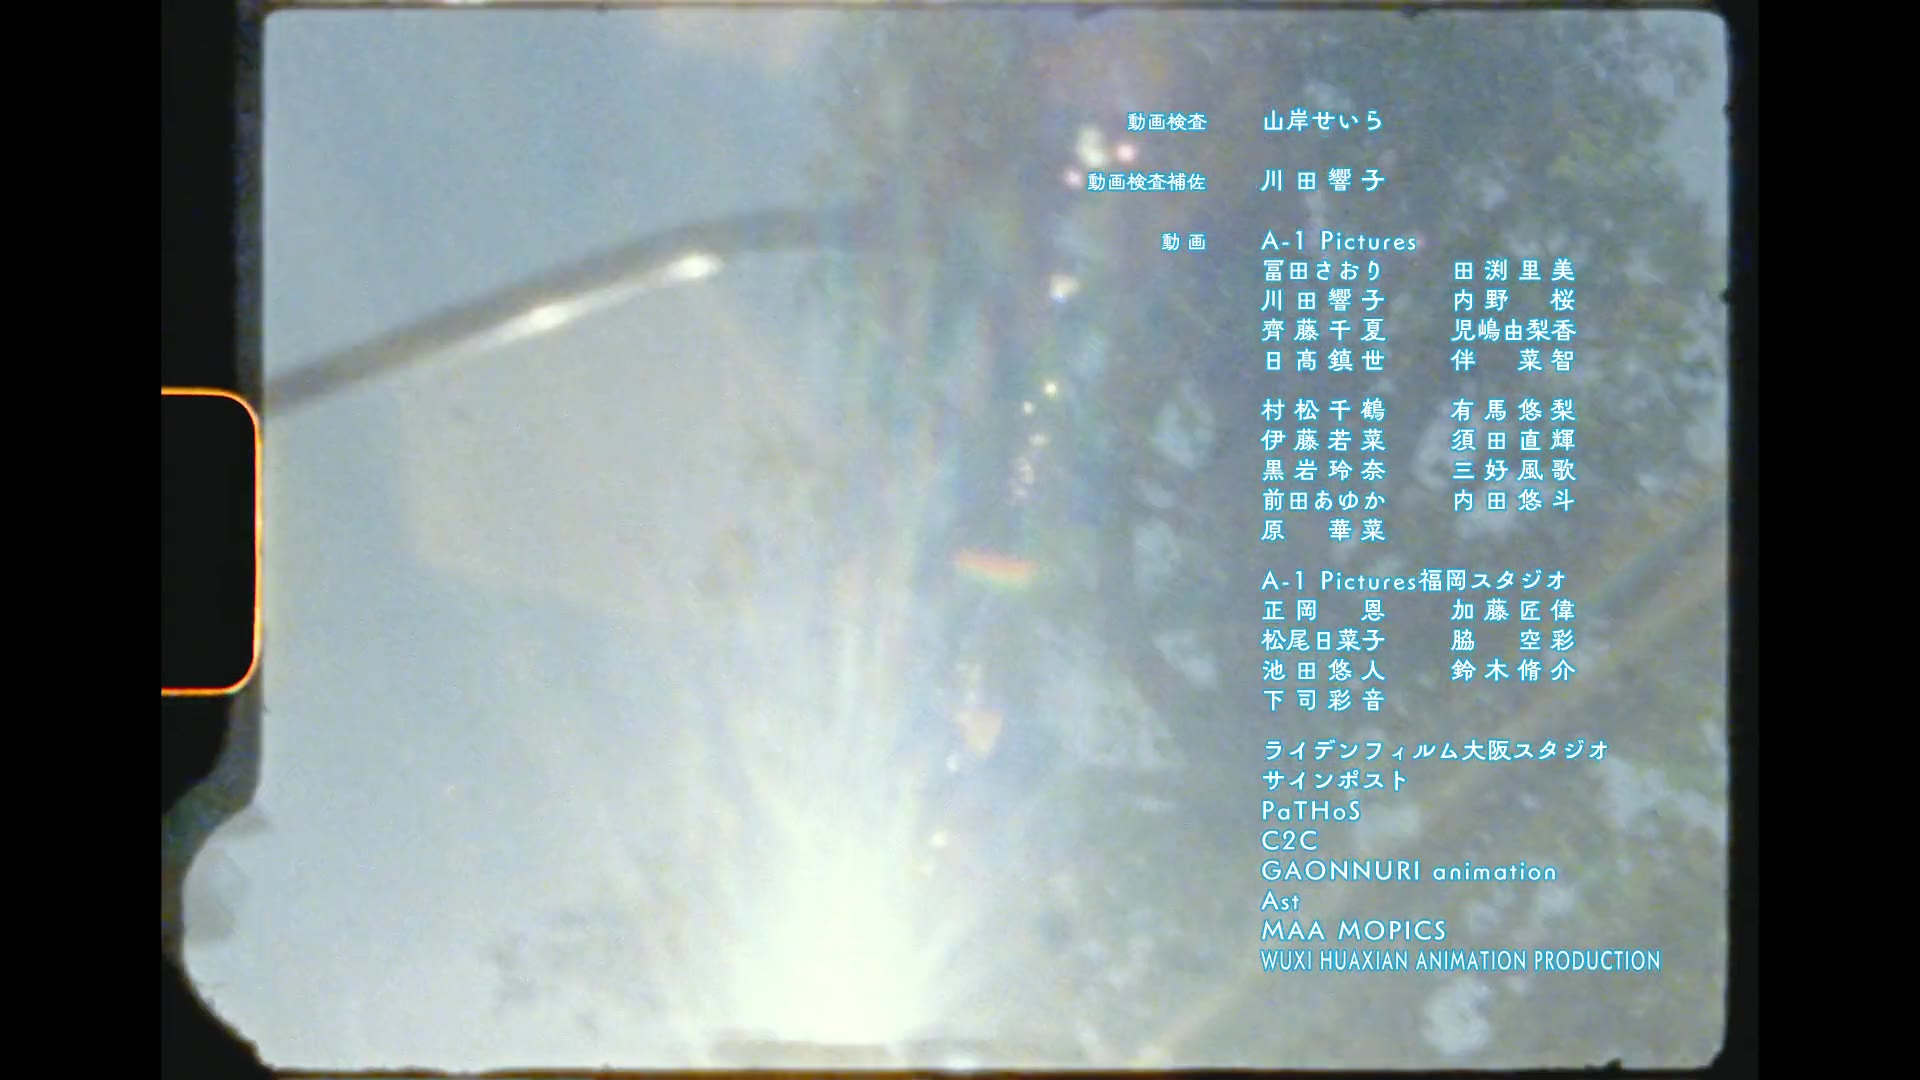 動画検査 山岸せいら
動画検査補佐 川田響子
動画 A-1 Pictures
冨田さおり 田渕里美
川田響子 内野 桜
齊藤千夏 児嶋由梨香
日髙鎮世 伴 菜智
村松千鶴 有馬悠梨
伊藤若菜 須田直輝
黒岩玲奈 三好風歌
前田あゆか 内田悠斗
原 華菜
A-1 Pictures福岡スタジオ
正岡 恩 加藤匠偉
松尾日菜子 脇 空彩
池田悠人 鈴木脩介
下司彩音
ライデンフィルム大阪スタジオ
サインポスト
PaTHoS
C2C
GAONNURI animation
Ast
MAA MOPICS
WUXI HUAXIAN ANIMATION PRODUCTION